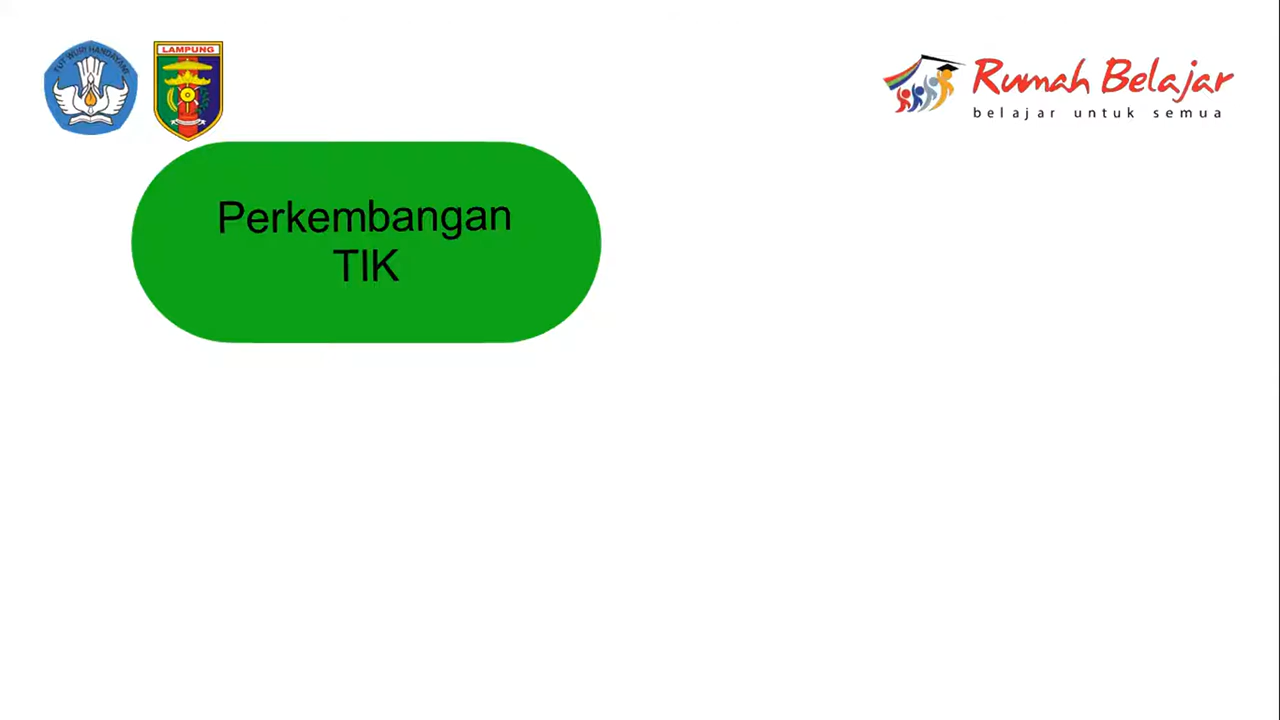 TUT WURI HANDAYANI
LAMPUNG
Rumah Belajar
belajar untuk semua
Perkembangan
TIK